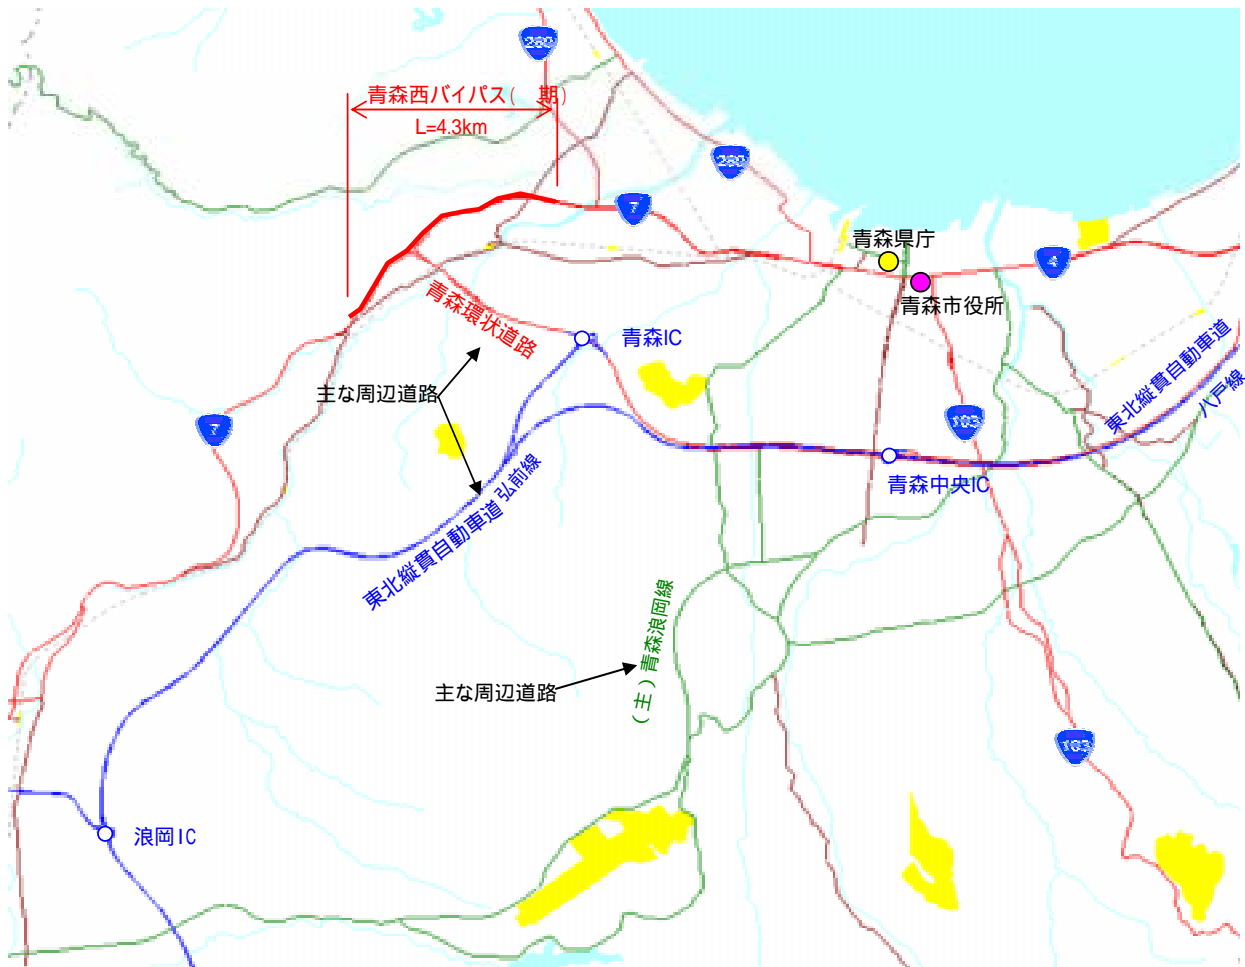 280
青森西バイパス( 期)
L=4.3km
280
7
青森県庁
4
青森市役所
青森環状道路
青森IC
東北縦貫自動車道
八戸線
主な周辺道路
7
103
青森中央IC
東北縦貫自動車道 弘前線
(主)青森浪岡線
主な周辺道路
103
浪岡IC